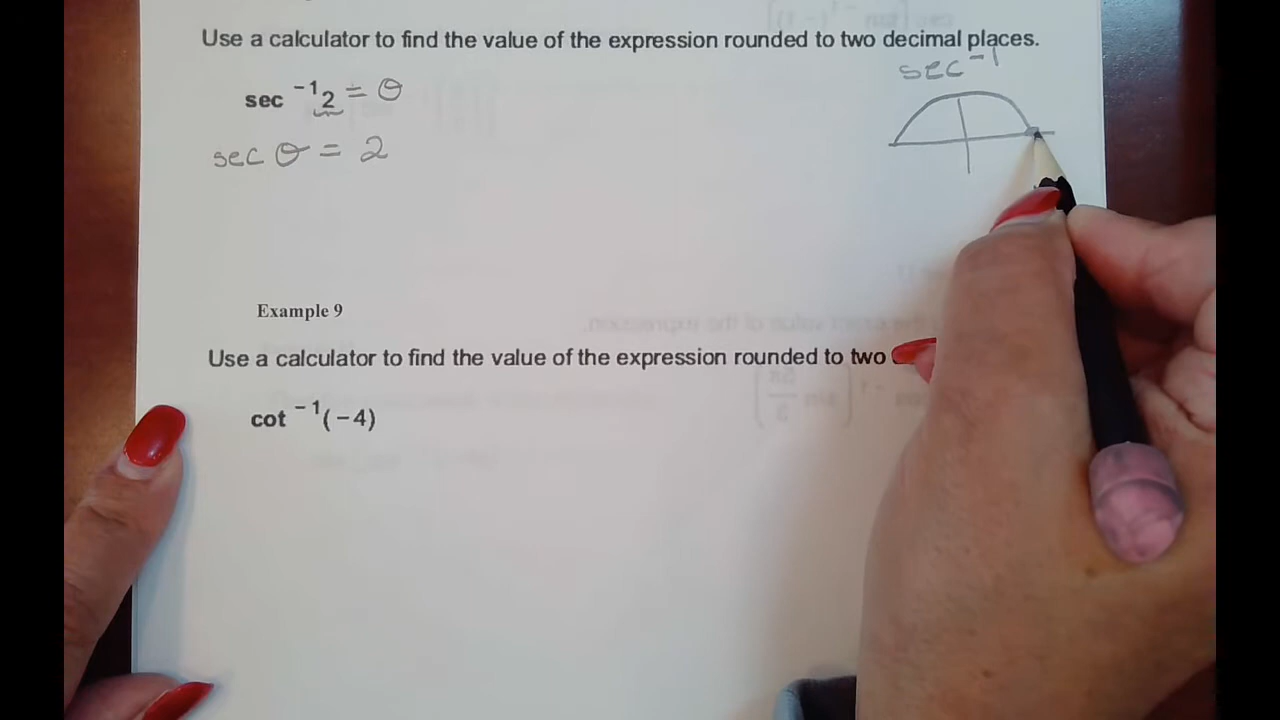 Use a calculator to find the value of the expression rounded to two decimal places.
sec⁻¹
sec ⁻¹2 = θ
sec θ = 2
Example 9
Use a calculator to find the value of the expression rounded to two
cot ⁻¹(−4)